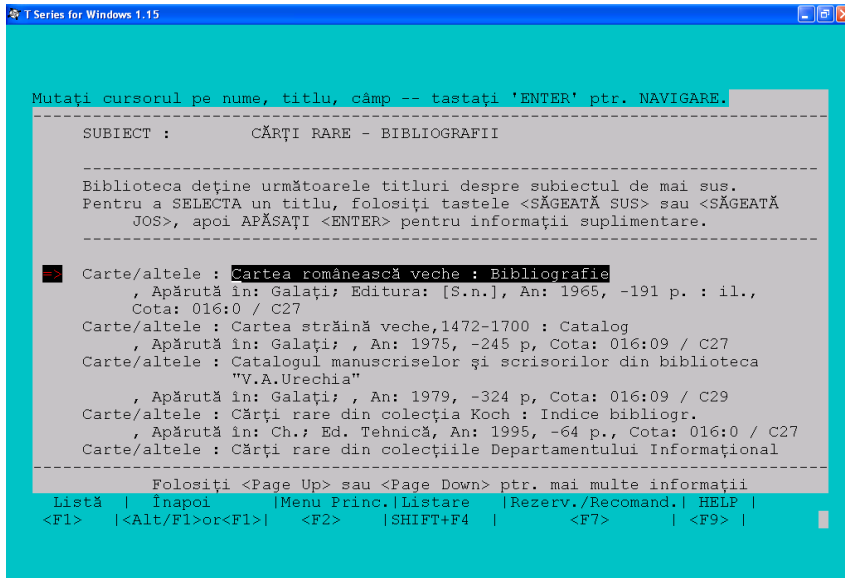 T Series for Windows 1.15
Mutați cursorul pe nume, titlu, câmp -- tastați 'ENTER' ptr. NAVIGARE.
SUBIECT : CĂRȚI RARE - BIBLIOGRAFII
Biblioteca deține următoarele titluri despre subiectul de mai sus.
Pentru a SELECTA un titlu, folosiți tastele <SĂGEATĂ SUS> sau <SĂGEATĂ
JOS>, apoi APĂSAȚI <ENTER> pentru informații suplimentare.
=> Carte/altele : Cartea românească veche : Bibliografie
, Apărută în: Galați; Editura: [S.n.], An: 1965, -191 p. : il.,
Cota: 016:0 / C27
Carte/altele : Cartea străină veche,1472-1700 : Catalog
, Apărută în: Galați; , An: 1975, -245 p, Cota: 016:09 / C27
Carte/altele : Catalogul manuscriselor și scrisorilor din biblioteca
"V.A.Urechia"
, Apărută în: Galați; , An: 1979, -324 p, Cota: 016:09 / C29
Carte/altele : Cărți rare din colecția Koch : Indice bibliogr.
, Apărută în: Ch.; Ed. Tehnică, An: 1995, -64 p., Cota: 016:0 / C27
Carte/altele : Cărți rare din colecțiile Departamentului Informațional
Folosiți <Page Up> sau <Page Down> ptr. mai multe informații
Listă | Înapoi |Menu Princ.|Listare |Rezerv./Recomand.| HELP |
<F1> |<Alt/F1>or<F1>| <F2> |SHIFT+F4 | <F7> | <F9> |